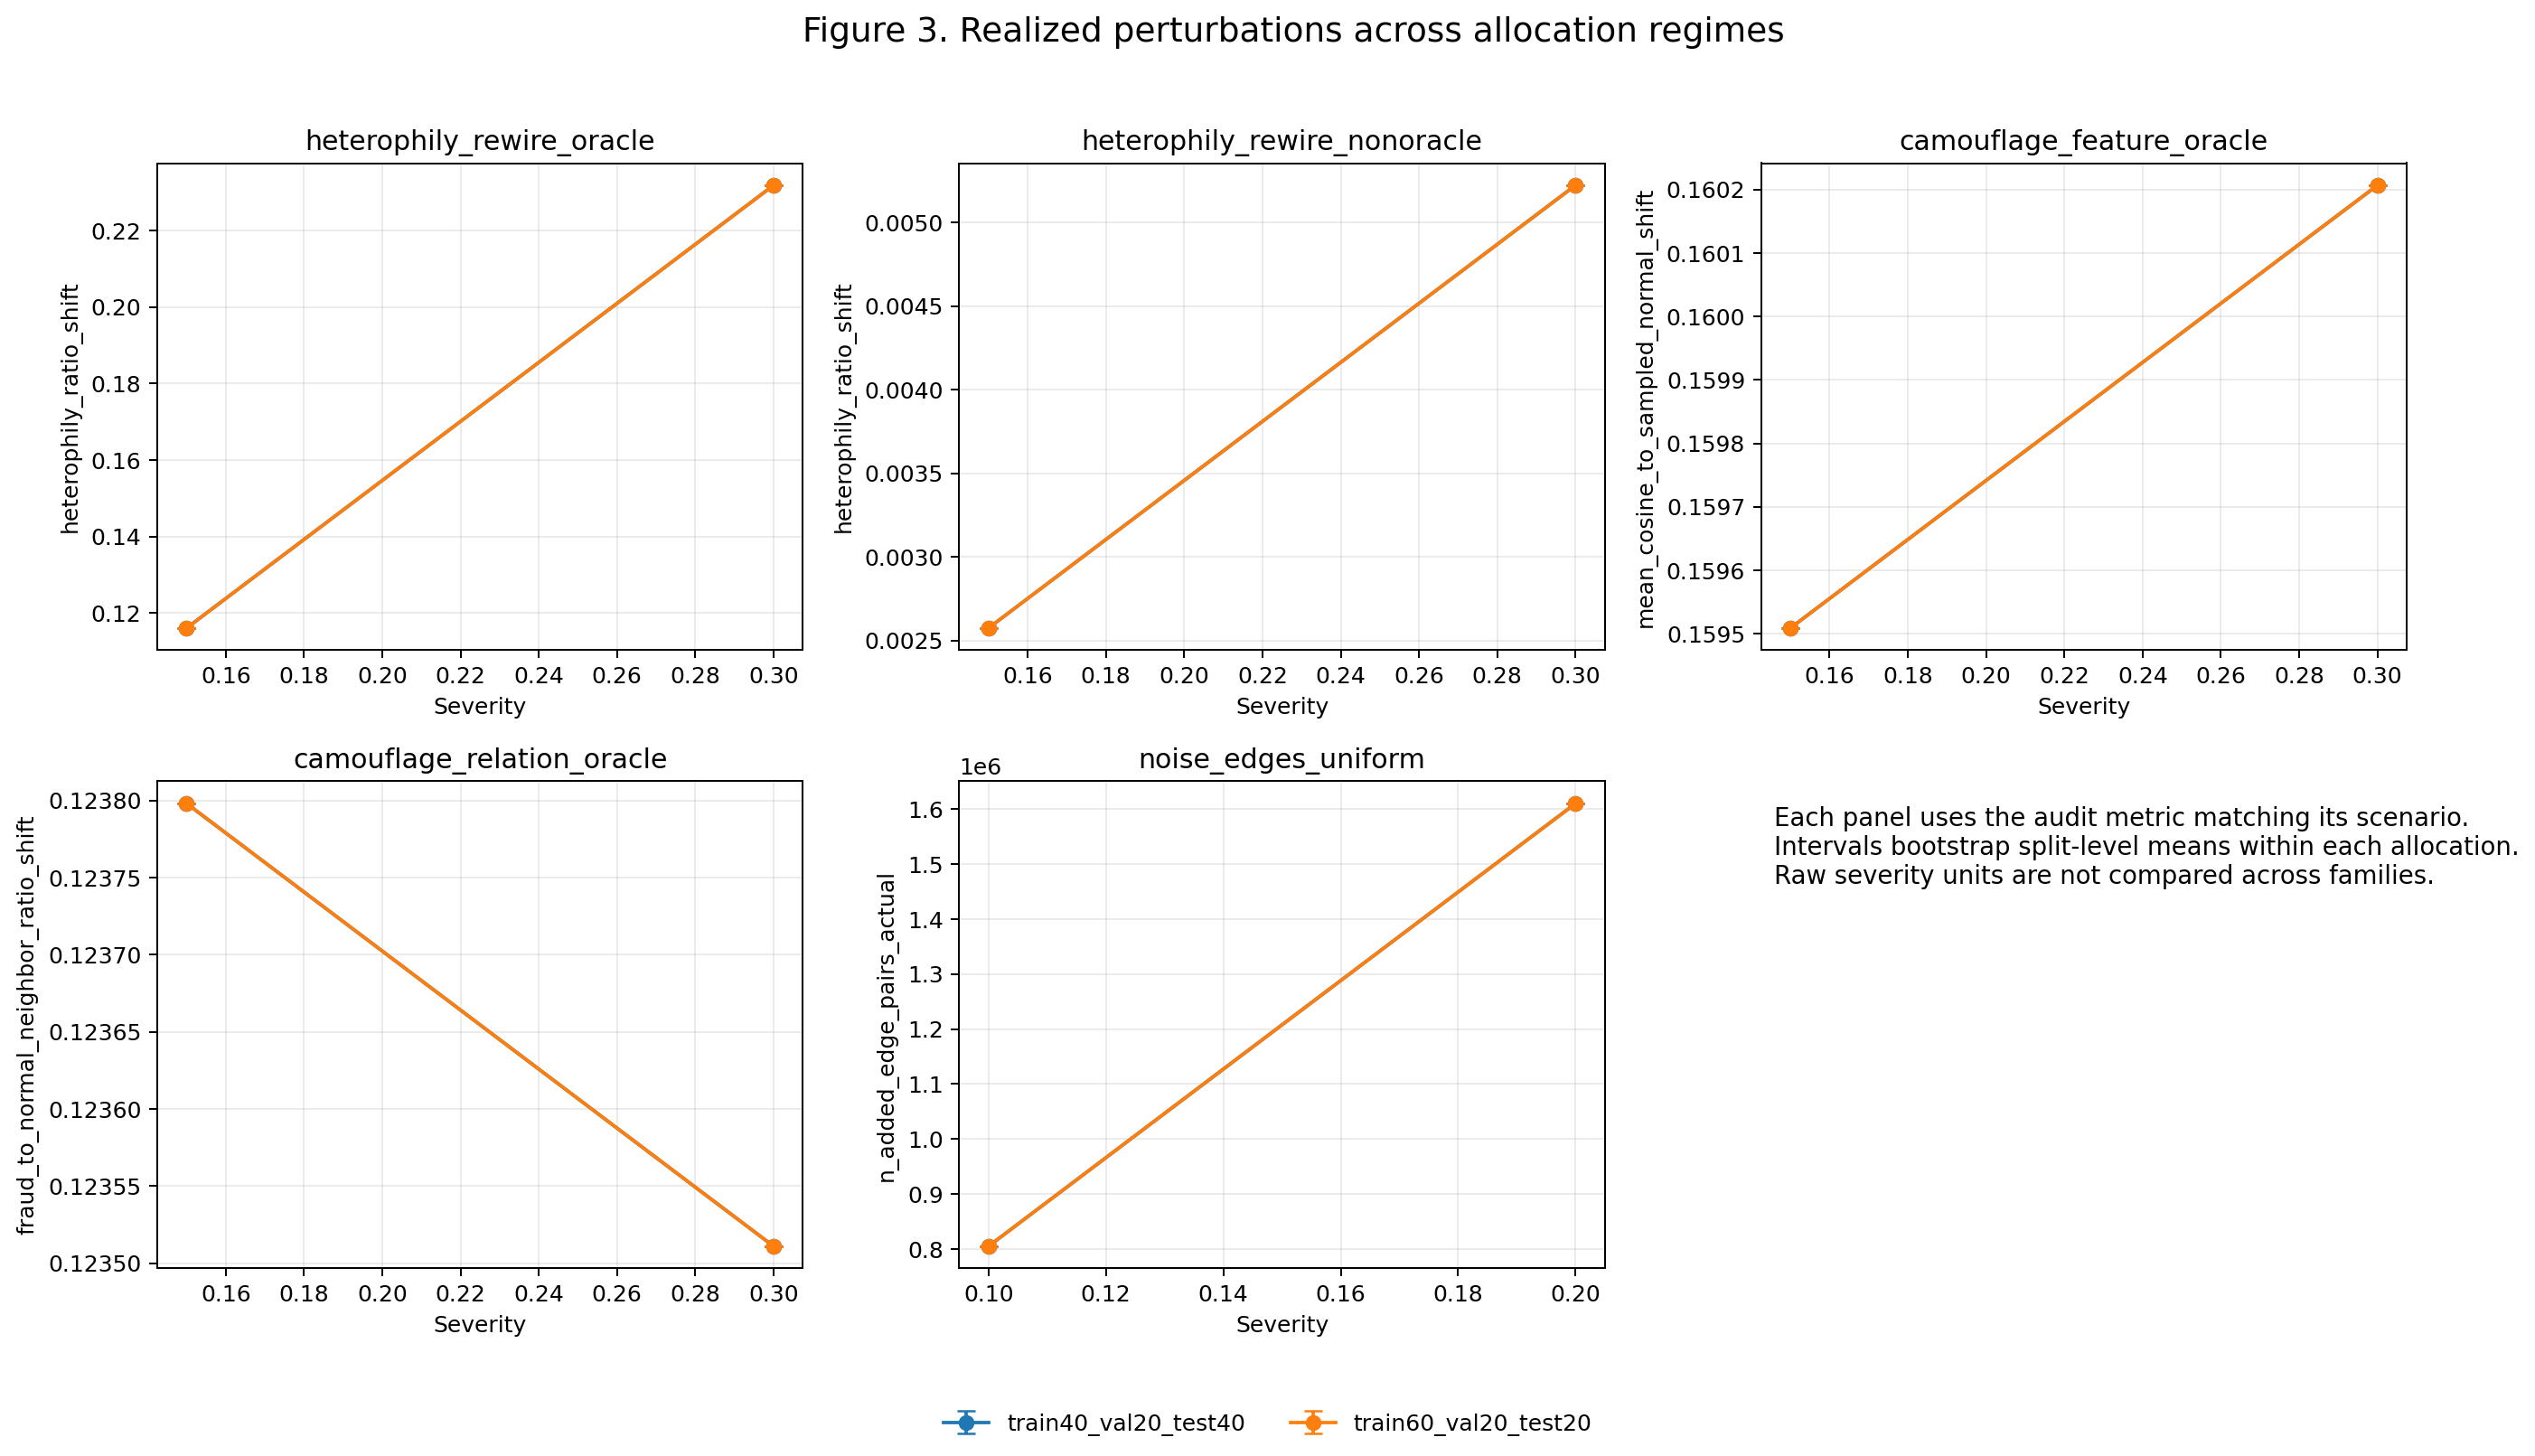 Figure 3. Realized perturbations across allocation regimes
heterophily_rewire_oracle
heterophily_ratio_shift
0.22
0.20
0.18
0.16
0.14
0.12
0.16 0.18 0.20 0.22 0.24 0.26 0.28 0.30
Severity
heterophily_rewire_nonoracle
heterophily_ratio_shift
0.0050
0.0045
0.0040
0.0035
0.0030
0.0025
0.16 0.18 0.20 0.22 0.24 0.26 0.28 0.30
Severity
camouflage_feature_oracle
mean_cosine_to_sampled_normal_shift
0.1602
0.1601
0.1600
0.1599
0.1598
0.1597
0.1596
0.1595
0.16 0.18 0.20 0.22 0.24 0.26 0.28 0.30
Severity
camouflage_relation_oracle
fraud_to_normal_neighbor_ratio_shift
0.12380
0.12375
0.12370
0.12365
0.12360
0.12355
0.12350
0.16 0.18 0.20 0.22 0.24 0.26 0.28 0.30
Severity
noise_edges_uniform
1e6
n_added_edge_pairs_actual
1.6
1.5
1.4
1.3
1.2
1.1
1.0
0.9
0.8
0.10 0.12 0.14 0.16 0.18 0.20
Severity
Each panel uses the audit metric matching its scenario.
Intervals bootstrap split-level means within each allocation.
Raw severity units are not compared across families.
train40_val20_test40 train60_val20_test20